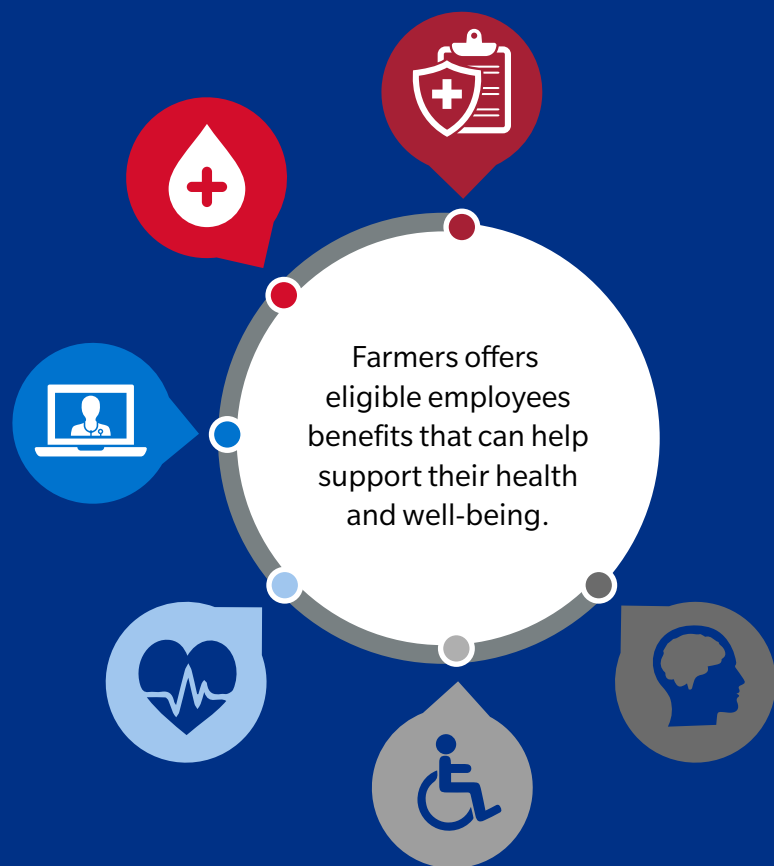 Farmers offers
eligible employees
benefits that can help
support their health
and well-being.